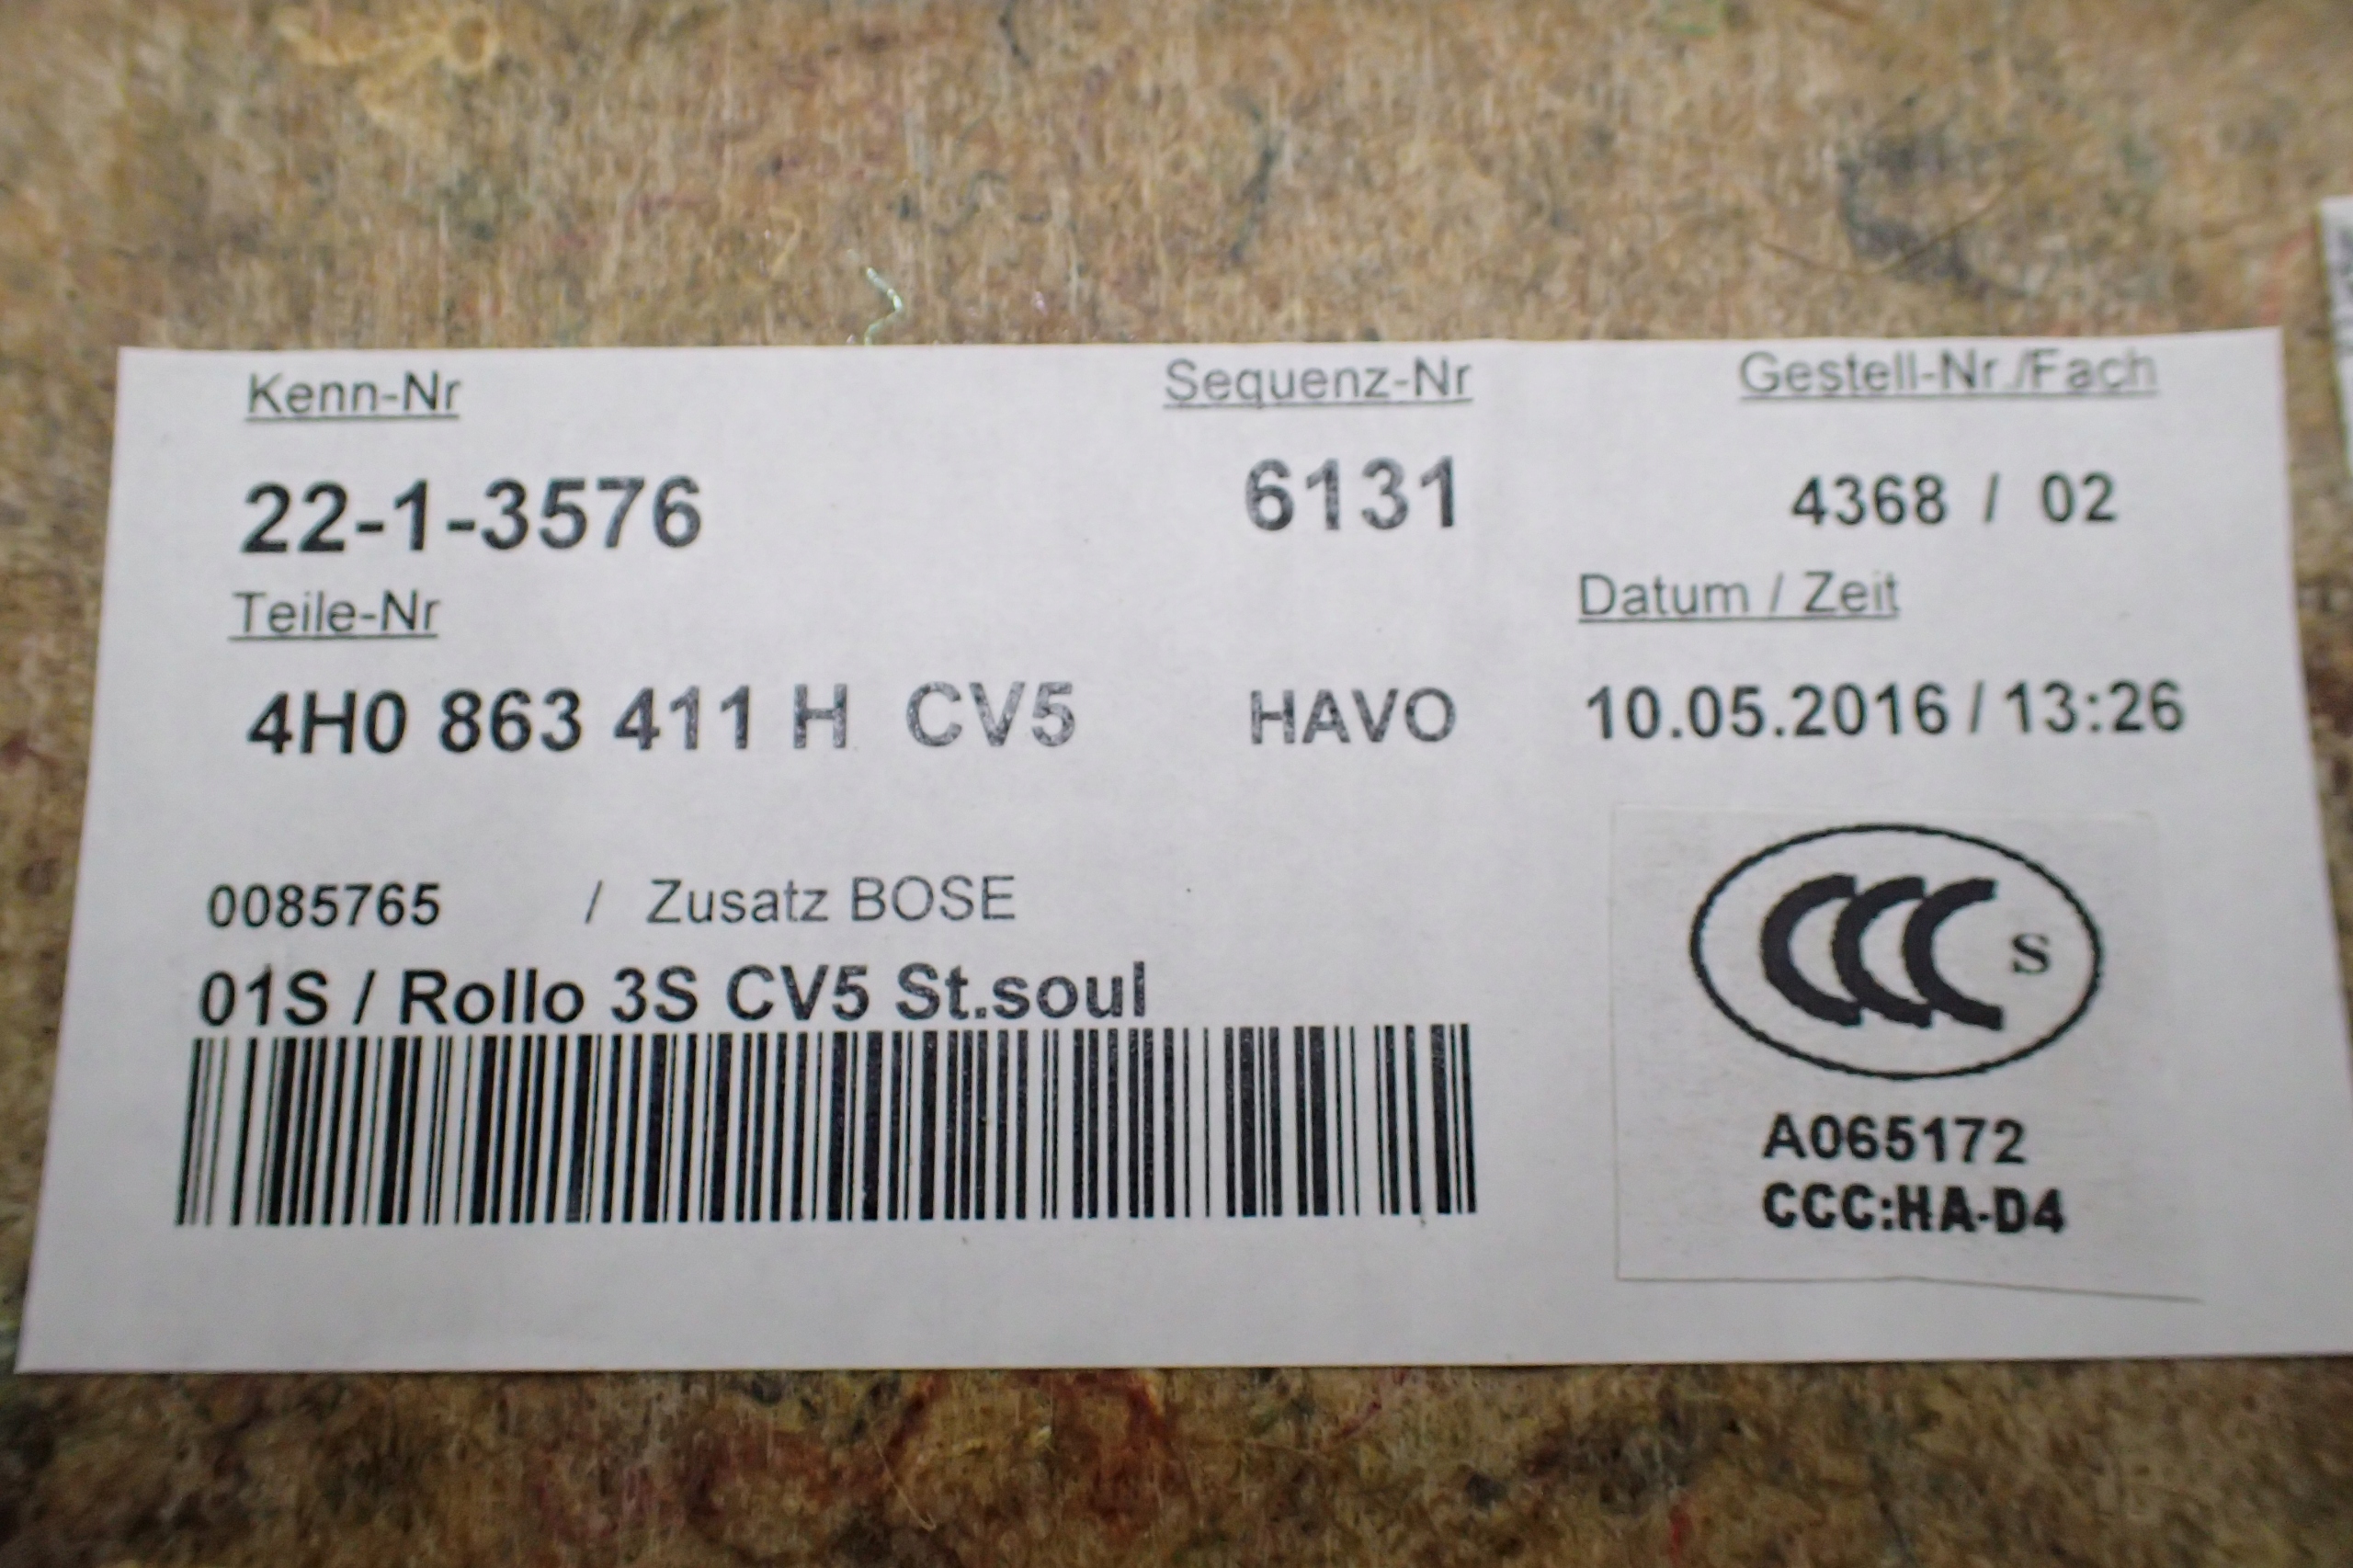 Kenn-Nr Sequenz-Nr Gestell-Nr./Fach
22-1-3576 6131 4368 / 02
Teile-Nr Datum / Zeit
4H0 863 411 H CV5 HAVO 10.05.2016 / 13:26
0085765 / Zusatz BOSE
01S / Rollo 3S CV5 St.soul
CCC S
A065172
CCC:HA-D4